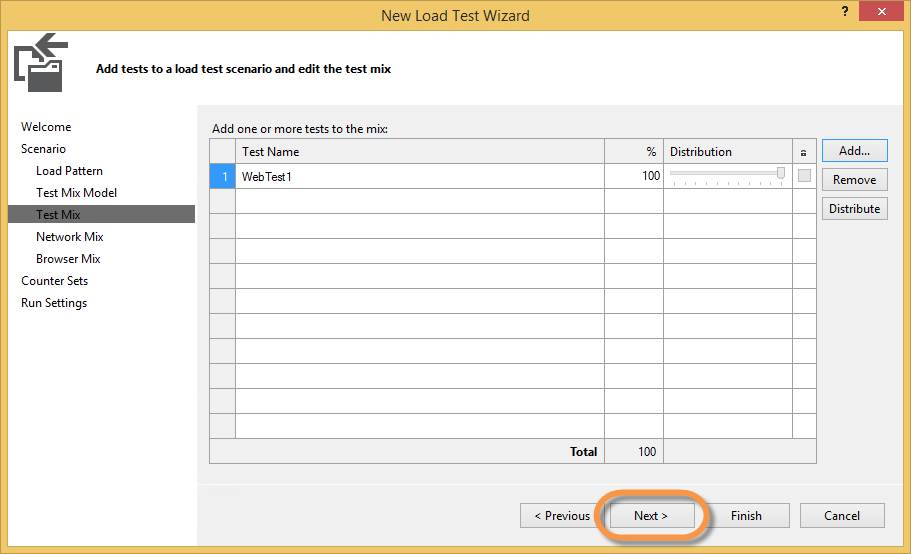 New Load Test Wizard
?
Add tests to a load test scenario and edit the test mix
Welcome
Scenario
Load Pattern
Test Mix Model
Test Mix
Network Mix
Browser Mix
Counter Sets
Run Settings
Add one or more tests to the mix:
Test Name % Distribution
1 WebTest1 100
Total 100
Add...
Remove
Distribute
< Previous Next > Finish Cancel